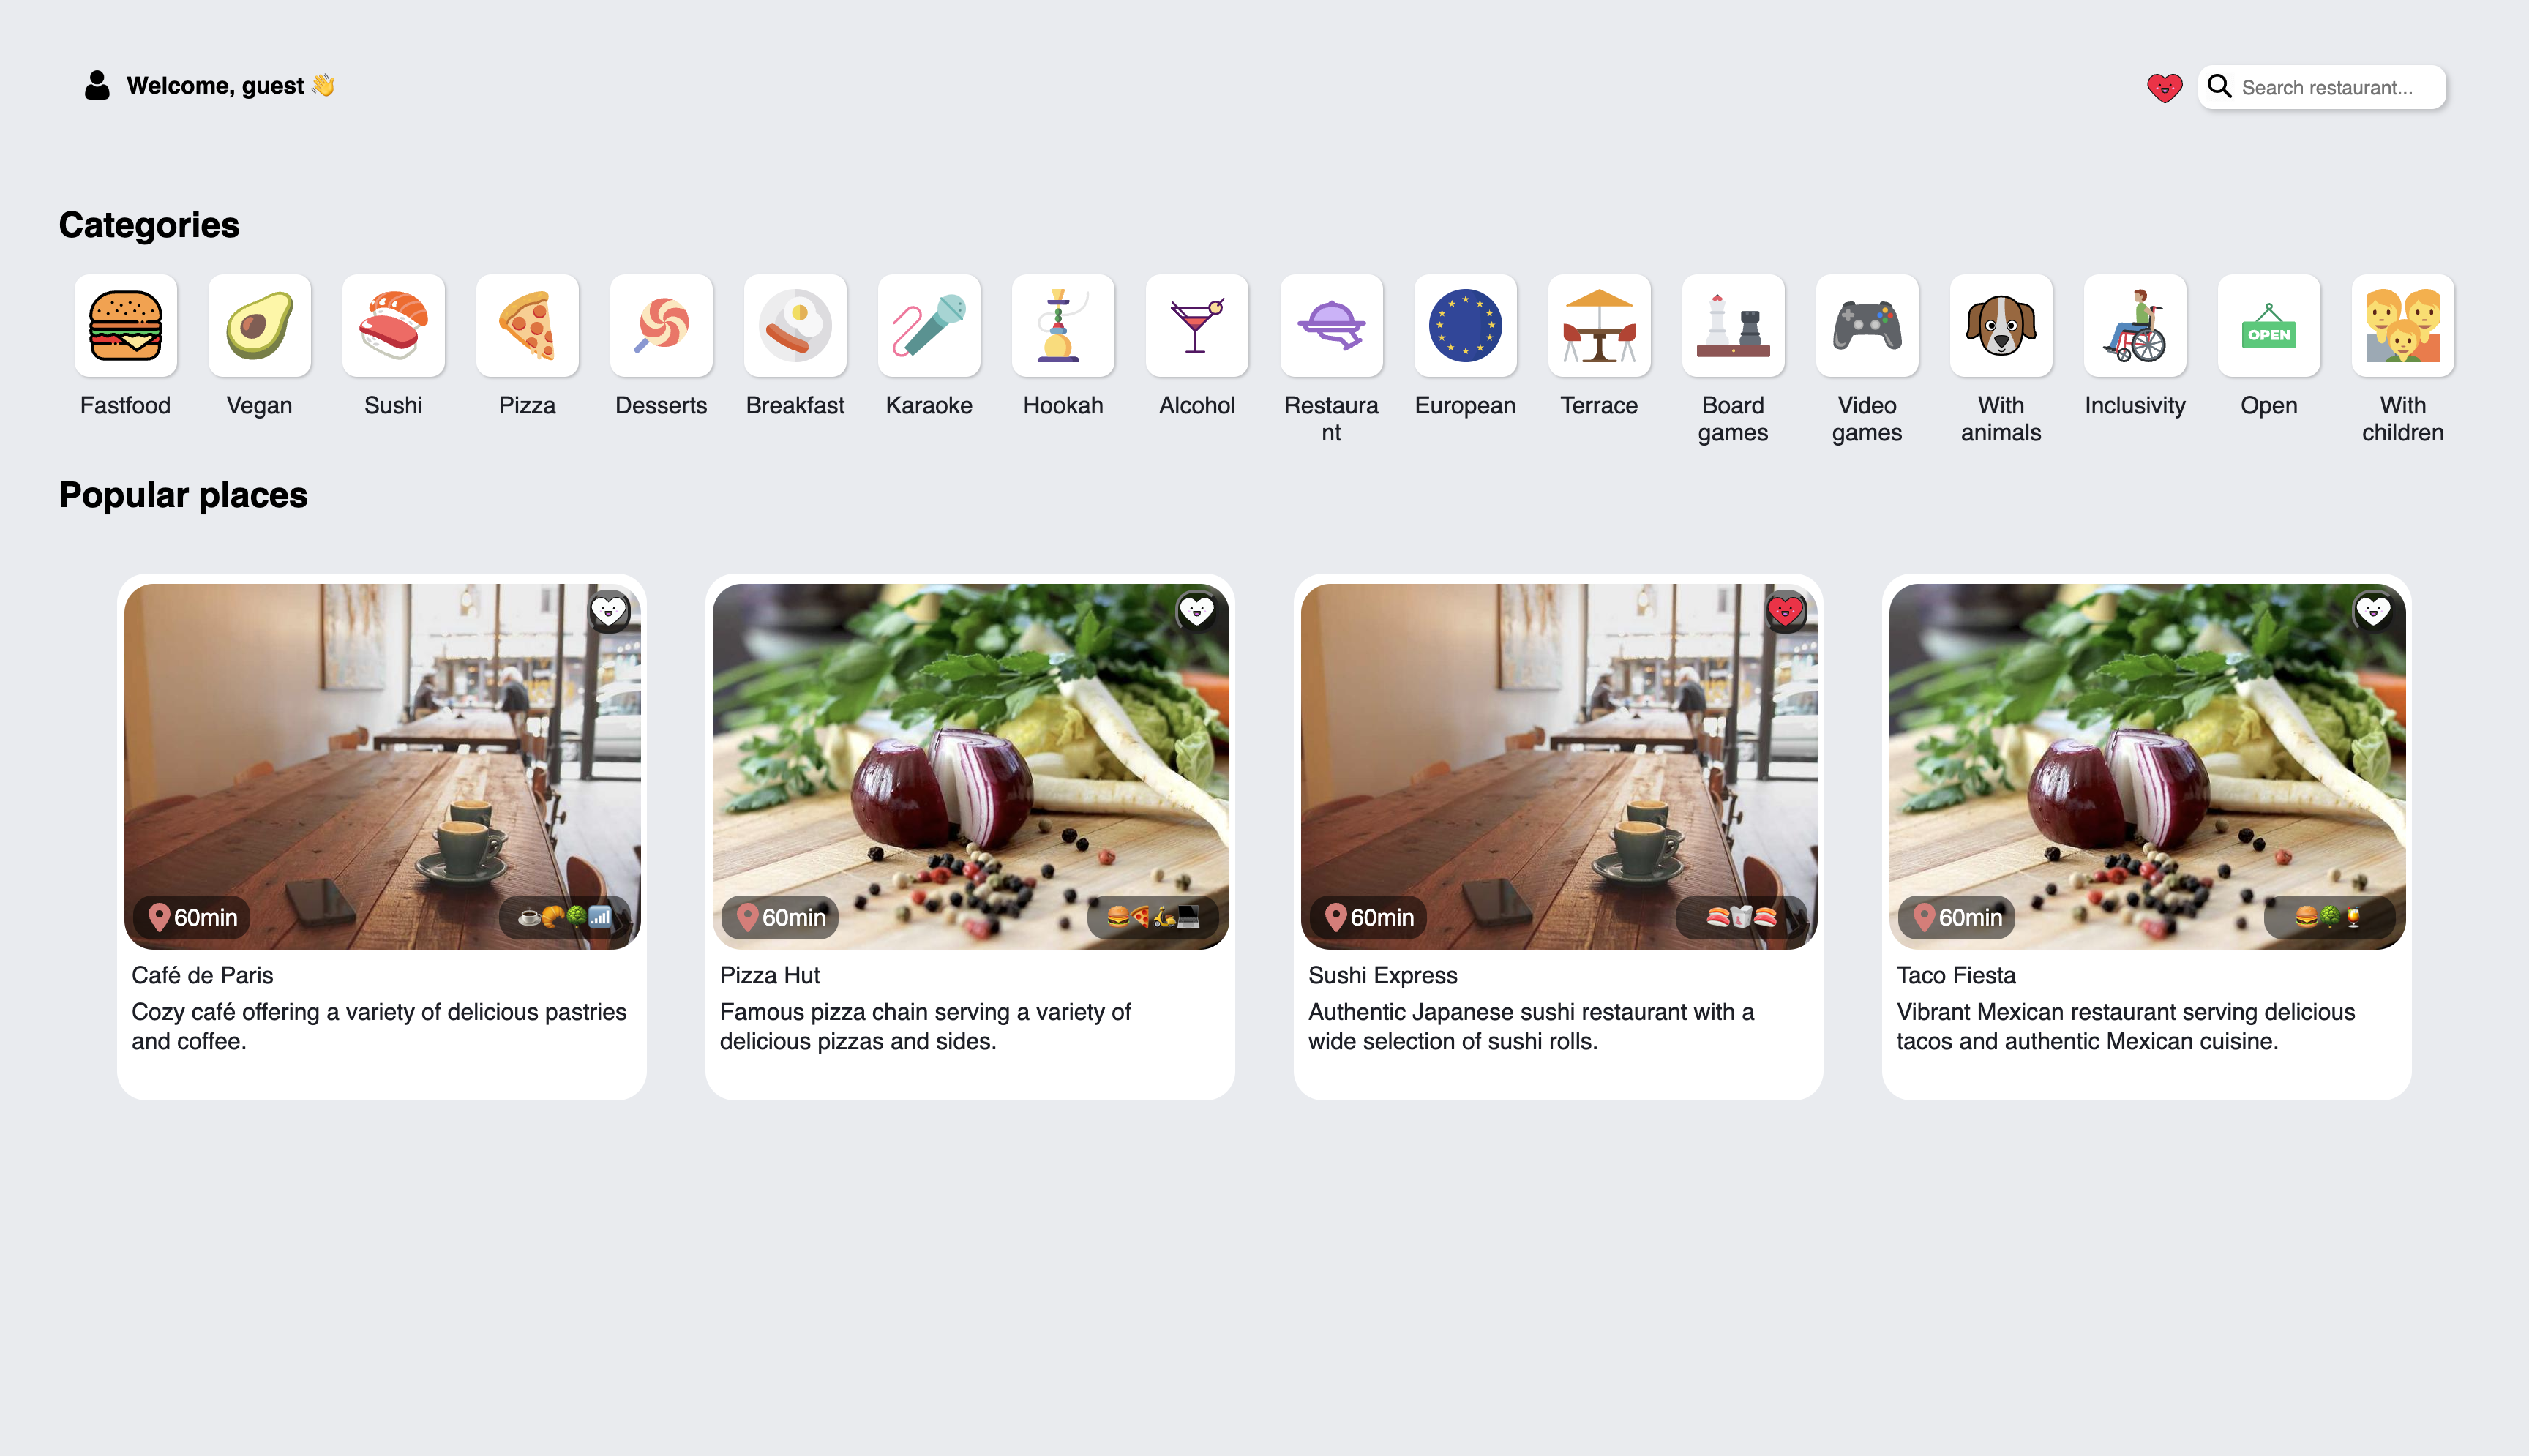 Welcome, guest 👋
Search restaurant...
Categories
Fastfood
Vegan
Sushi
Pizza
Desserts
Breakfast
Karaoke
Hookah
Alcohol
Restaura
nt
European
Terrace
Board
games
Video
games
With
animals
Inclusivity
OPEN
Open
With
children
Popular places
60min
Café de Paris
Cozy café offering a variety of delicious pastries
and coffee.
60min
Pizza Hut
Famous pizza chain serving a variety of
delicious pizzas and sides.
60min
Sushi Express
Authentic Japanese sushi restaurant with a
wide selection of sushi rolls.
60min
Taco Fiesta
Vibrant Mexican restaurant serving delicious
tacos and authentic Mexican cuisine.